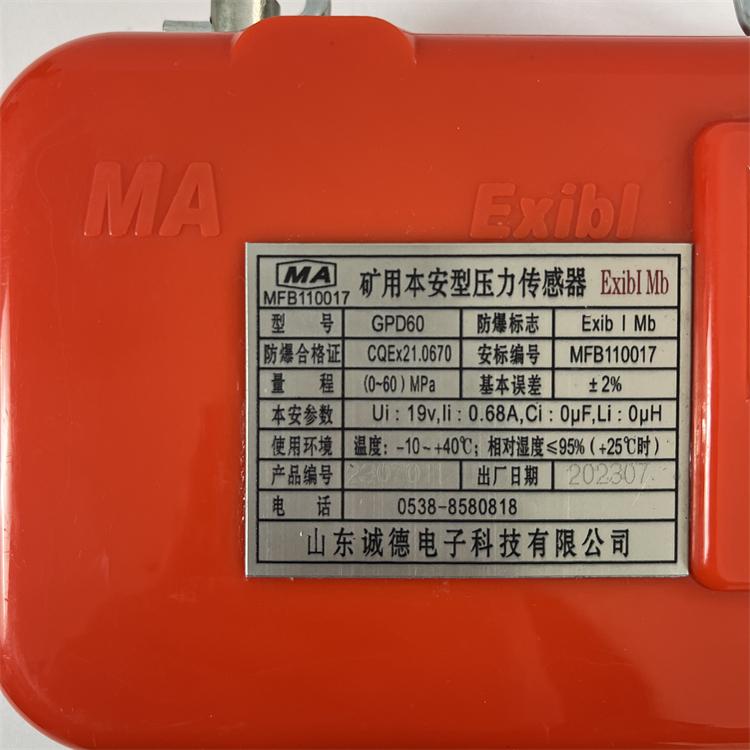 MA ExibI
MA 矿用本安型压力传感器 ExibI Mb
MFB110017
型 号 GPD60 防爆标志 Exib I Mb
防爆合格证 CQEx21.0670 安标编号 MFB110017
量 程 (0~60)MPa 基本误差 ±2%
本安参数 Ui:19v,Ii:0.68A,Ci:0μF,Li:0μH
使用环境 温度:-10~+40℃;相对湿度≤95%(+25℃时)
产品编号 出厂日期 202307
电 话 0538-8580818
山东诚德电子科技有限公司